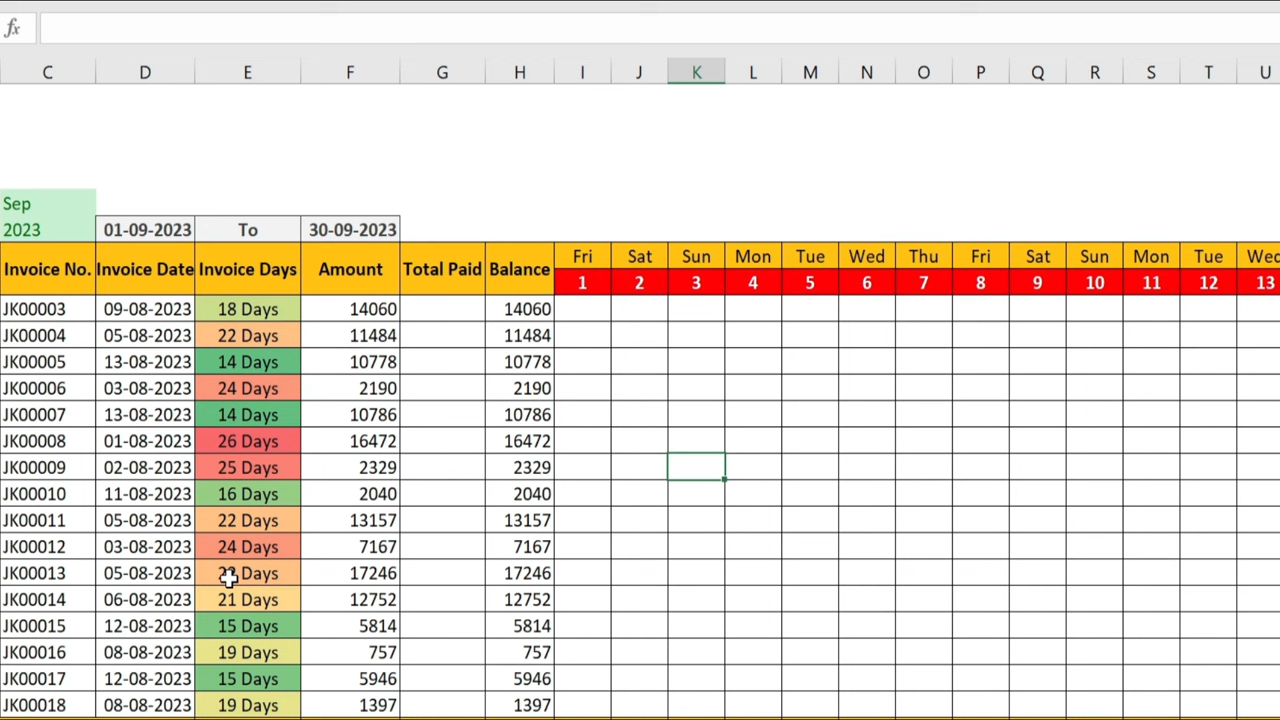 fx
C D E F G H I J K L M N O P Q R S T U
Sep
2023 01-09-2023 To 30-09-2023
Invoice No. Invoice Date Invoice Days Amount Total Paid Balance Fri Sat Sun Mon Tue Wed Thu Fri Sat Sun Mon Tue Wed
1 2 3 4 5 6 7 8 9 10 11 12 13
JK00003 09-08-2023 18 Days 14060 14060
JK00004 05-08-2023 22 Days 11484 11484
JK00005 13-08-2023 14 Days 10778 10778
JK00006 03-08-2023 24 Days 2190 2190
JK00007 13-08-2023 14 Days 10786 10786
JK00008 01-08-2023 26 Days 16472 16472
JK00009 02-08-2023 25 Days 2329 2329
JK00010 11-08-2023 16 Days 2040 2040
JK00011 05-08-2023 22 Days 13157 13157
JK00012 03-08-2023 24 Days 7167 7167
JK00013 05-08-2023 Days 17246 17246
JK00014 06-08-2023 21 Days 12752 12752
JK00015 12-08-2023 15 Days 5814 5814
JK00016 08-08-2023 19 Days 757 757
JK00017 12-08-2023 15 Days 5946 5946
JK00018 08-08-2023 19 Days 1397 1397